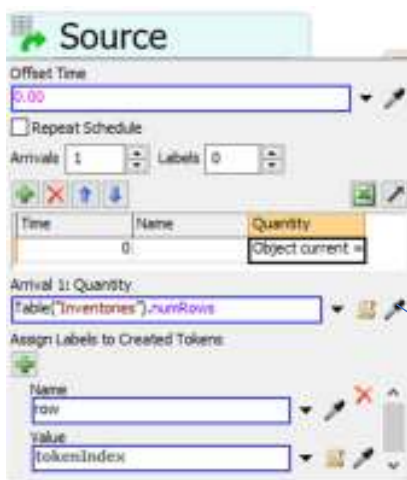 Source
Offset Time
0.00
Repeat Schedule
Arrivals 1 Labels 0
Time Name Quantity
0 Object current =
Arrival 1: Quantity
Table("Inventories").numRows
Assign Labels to Created Tokens
Name
row
Value
tokenIndex